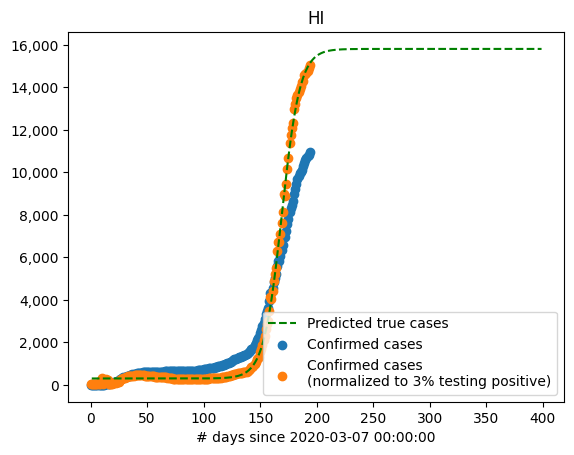 HI
16,000
14,000
12,000
10,000
8,000
6,000
4,000
2,000
0
Predicted true cases
Confirmed cases
Confirmed cases
(normalized to 3% testing positive)
0 50 100 150 200 250 300 350 400
# days since 2020-03-07 00:00:00